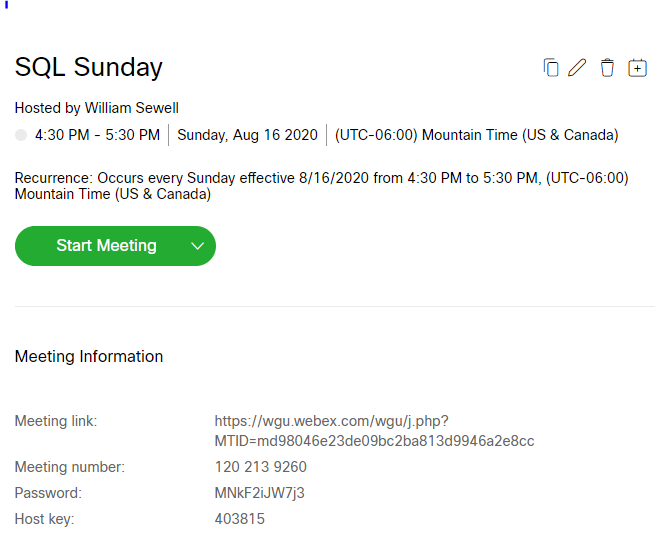 SQL Sunday
Hosted by William Sewell
4:30 PM - 5:30 PM | Sunday, Aug 16 2020 | (UTC-06:00) Mountain Time (US & Canada)
Recurrence: Occurs every Sunday effective 8/16/2020 from 4:30 PM to 5:30 PM, (UTC-06:00)
Mountain Time (US & Canada)
Start Meeting
Meeting Information
Meeting link: https://wgu.webex.com/wgu/j.php?
MTID=md98046e23de09bc2ba813d9946a2e8cc
Meeting number: 120 213 9260
Password: MNkF2iJW7j3
Host key: 403815